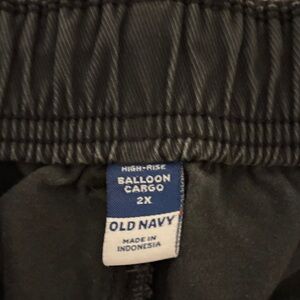 HIGH-RISE
BALLOON
CARGO
2X
OLD NAVY
MADE IN
INDONESIA